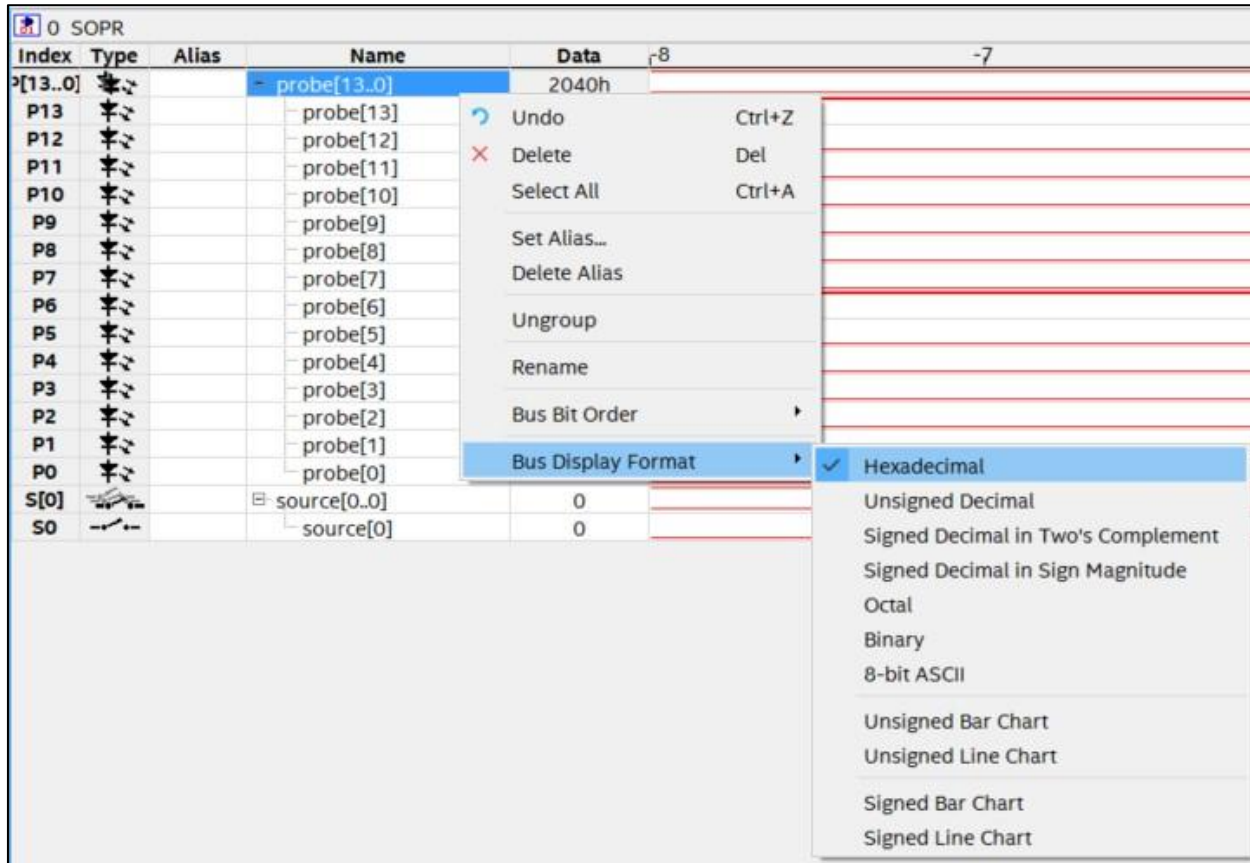 0 SOPR
Index Type Alias Name Data -8 -7
P[13..0] probe[13..0] 2040h
P13 probe[13]
P12 probe[12]
P11 probe[11]
P10 probe[10]
P9 probe[9]
P8 probe[8]
P7 probe[7]
P6 probe[6]
P5 probe[5]
P4 probe[4]
P3 probe[3]
P2 probe[2]
P1 probe[1]
P0 probe[0]
S[0] source[0..0] 0
S0 source[0] 0
Undo Ctrl+Z
Delete Del
Select All Ctrl+A
Set Alias...
Delete Alias
Ungroup
Rename
Bus Bit Order
Bus Display Format
Hexadecimal
Unsigned Decimal
Signed Decimal in Two's Complement
Signed Decimal in Sign Magnitude
Octal
Binary
8-bit ASCII
Unsigned Bar Chart
Unsigned Line Chart
Signed Bar Chart
Signed Line Chart